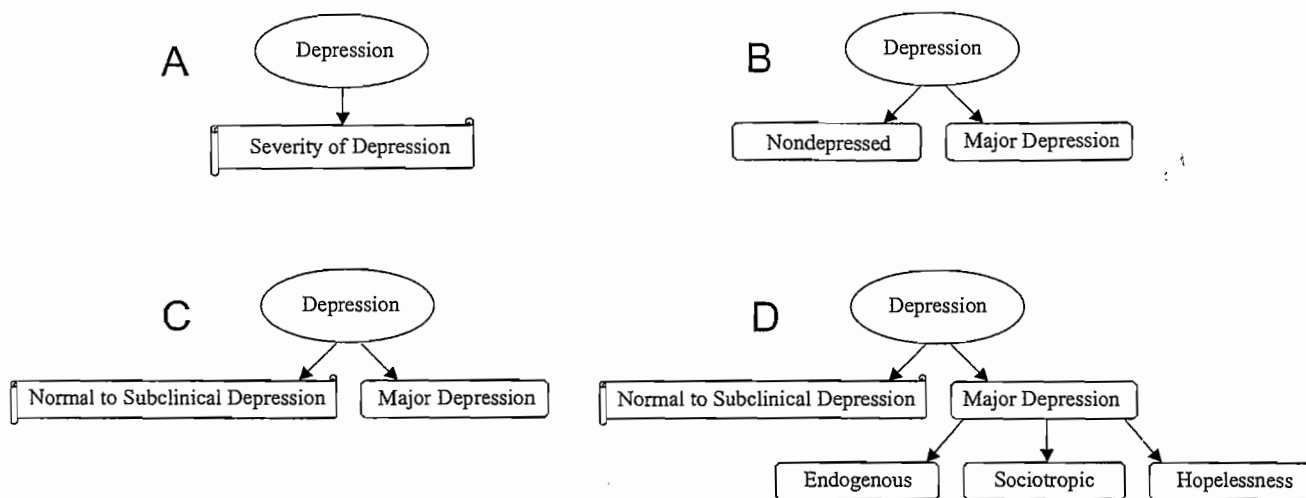 A
Depression
Severity of Depression
B
Depression
Nondepressed
Major Depression
C
Depression
Normal to Subclinical Depression
Major Depression
D
Depression
Normal to Subclinical Depression
Major Depression
Endogenous
Sociotropic
Hopelessness